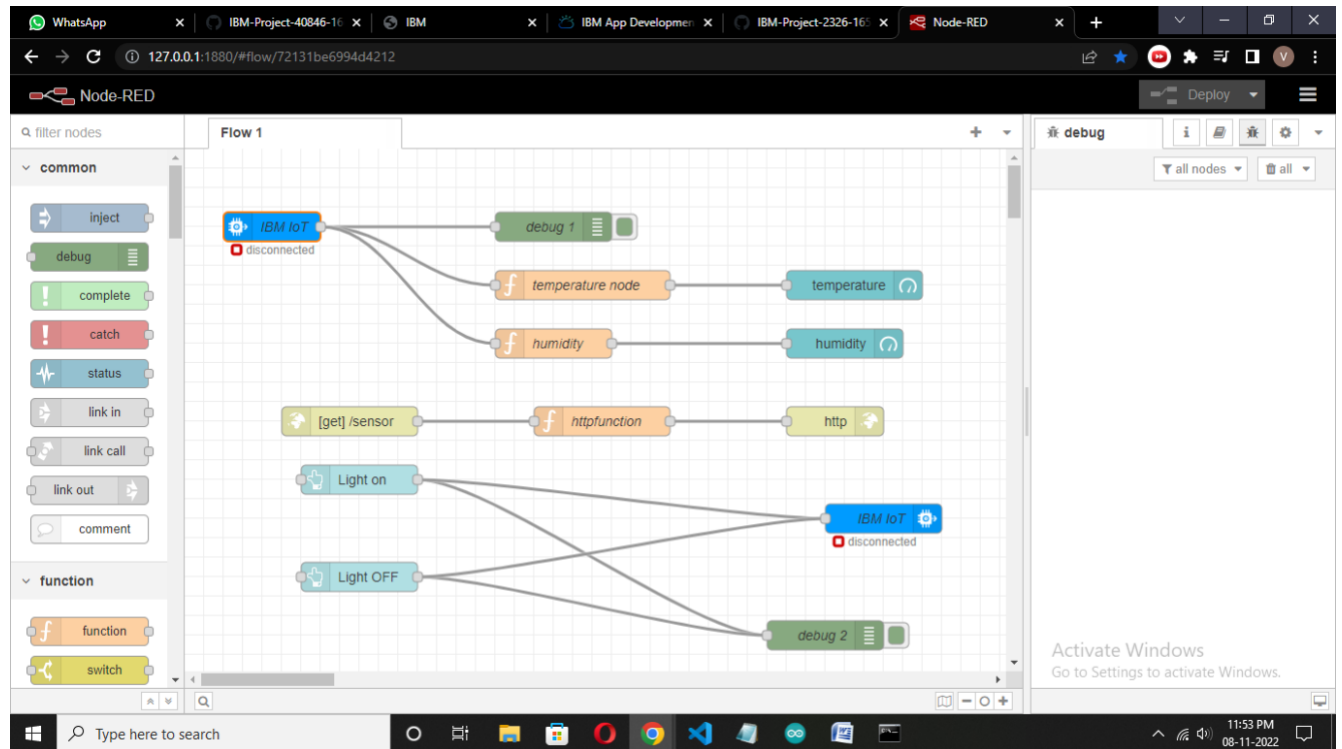 WhatsApp
IBM-Project-40846-16
IBM
IBM App Developmen
IBM-Project-2326-165
Node-RED
127.0.0.1:1880/#flow/72131be6994d4212
V
Node-RED
Deploy
filter nodes
Flow 1
debug
i
common
all nodes
all
inject
debug
complete
catch
status
link in
link call
link out
comment
function
f function
switch
IBM IoT
disconnected
debug 1
f temperature node
temperature
f humidity
humidity
[get] /sensor
f httpfunction
http
Light on
IBM IoT
disconnected
Light OFF
debug 2
Activate Windows
Go to Settings to activate Windows.
Type here to search
11:53 PM
08-11-2022